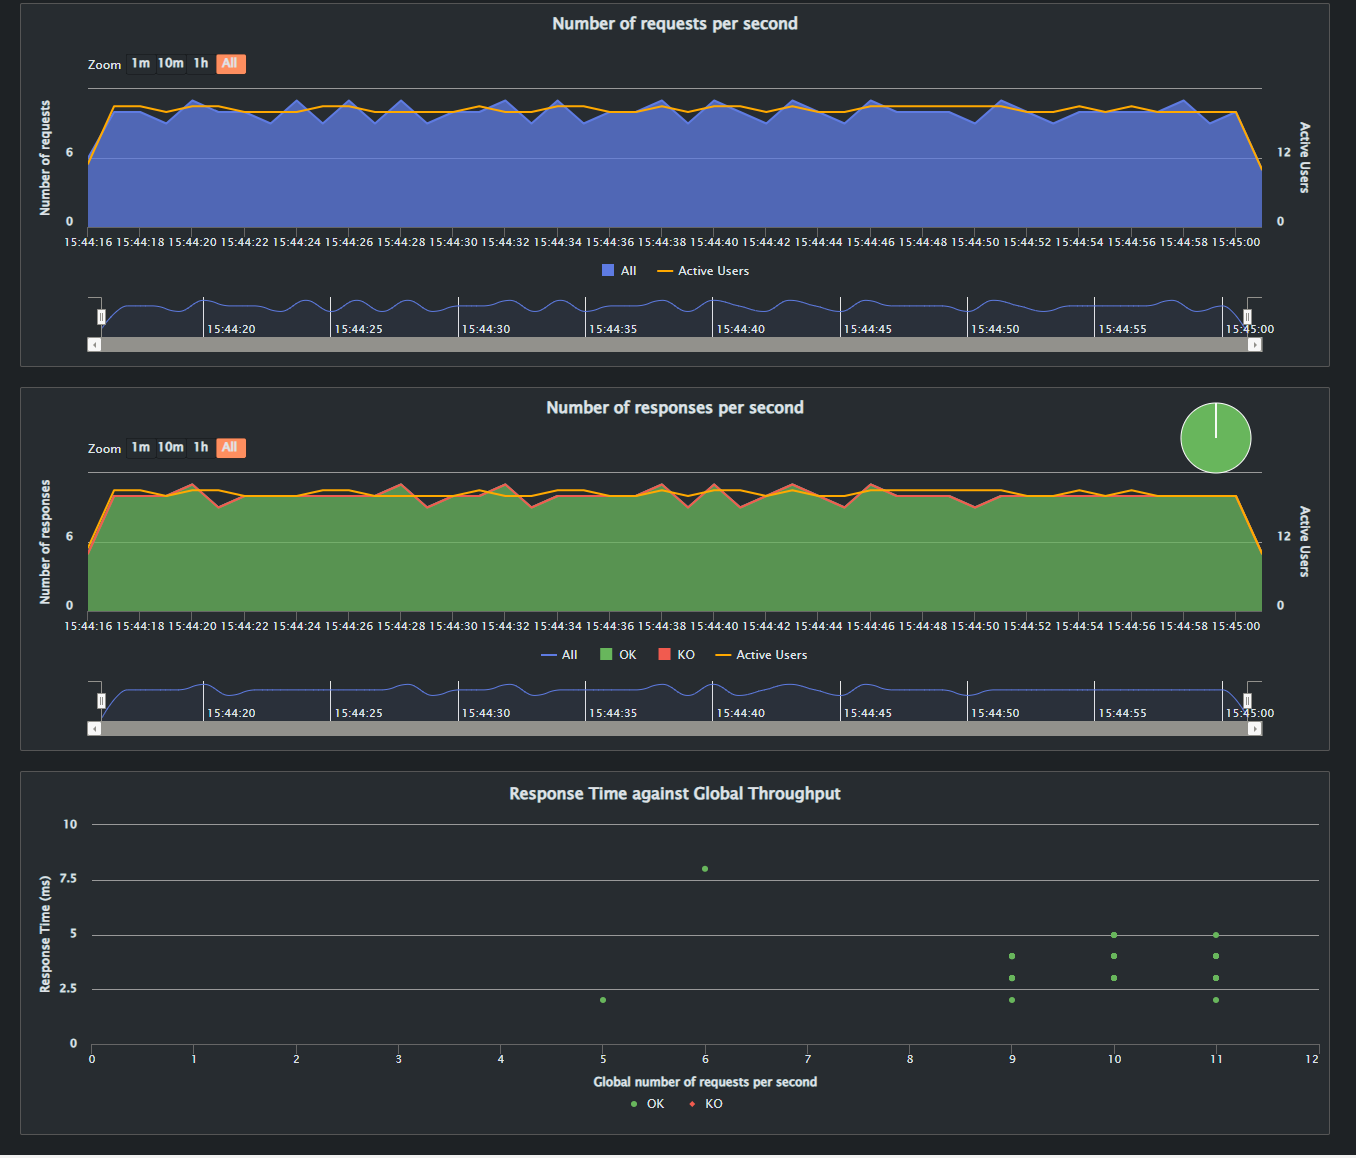 Number of requests per second
Zoom 1m 10m 1h All
Number of requests
6
0
12
0
Active Users
15:44:16 15:44:18 15:44:20 15:44:22 15:44:24 15:44:26 15:44:28 15:44:30 15:44:32 15:44:34 15:44:36 15:44:38 15:44:40 15:44:42 15:44:44 15:44:46 15:44:48 15:44:50 15:44:52 15:44:54 15:44:56 15:44:58 15:45:00
All Active Users
15:44:20 15:44:25 15:44:30 15:44:35 15:44:40 15:44:45 15:44:50 15:44:55 15:45:00
Number of responses per second
Zoom 1m 10m 1h All
Number of responses
6
0
12
0
Active Users
15:44:16 15:44:18 15:44:20 15:44:22 15:44:24 15:44:26 15:44:28 15:44:30 15:44:32 15:44:34 15:44:36 15:44:38 15:44:40 15:44:42 15:44:44 15:44:46 15:44:48 15:44:50 15:44:52 15:44:54 15:44:56 15:44:58 15:45:00
All OK KO Active Users
15:44:20 15:44:25 15:44:30 15:44:35 15:44:40 15:44:45 15:44:50 15:44:55 15:45:00
Response Time against Global Throughput
Response Time (ms)
10
7.5
5
2.5
0
0 1 2 3 4 5 6 7 8 9 10 11 12
Global number of requests per second
OK KO